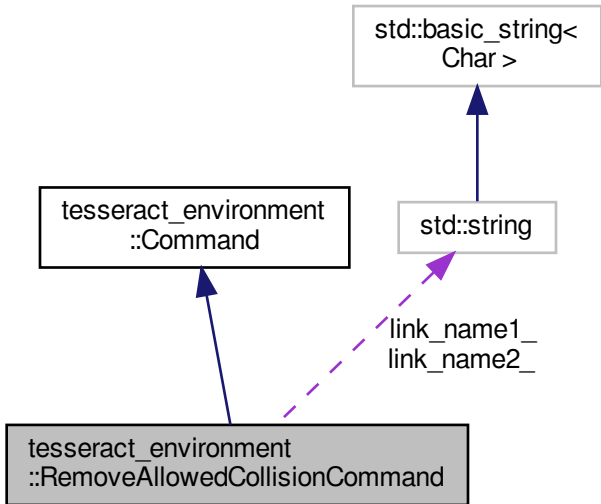 std::basic_string<
Char >
tesseract_environment
::Command
std::string
link_name1_
link_name2_
tesseract_environment
::RemoveAllowedCollisionCommand